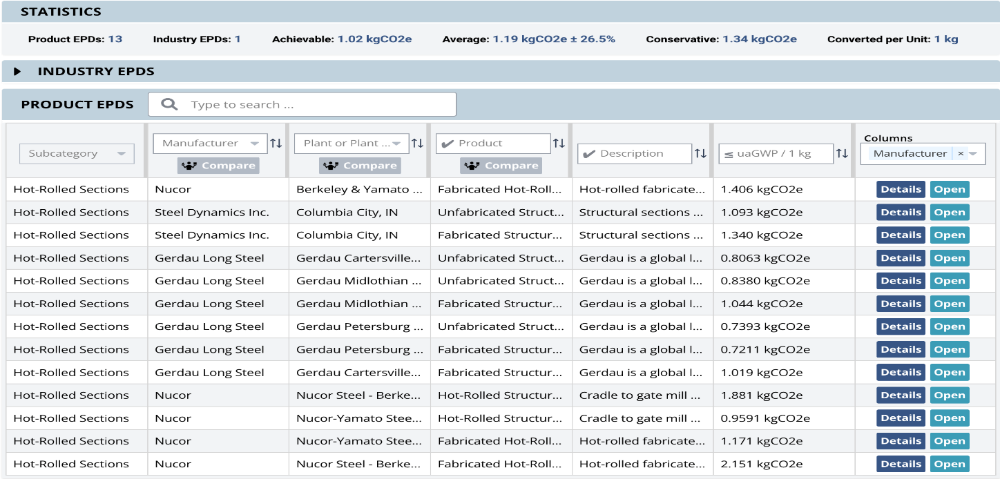 STATISTICS
Product EPDs: 13 Industry EPDs: 1 Achievable: 1.02 kgCO2e Average: 1.19 kgCO2e ± 26.5% Conservative: 1.34 kgCO2e Converted per Unit: 1 kg
INDUSTRY EPDS
PRODUCT EPDS Type to search ...
Subcategory Manufacturer Plant or Plant ... Product Description ≤ uaGWP / 1 kg Columns
Compare Compare Compare Manufacturer ×
Hot-Rolled Sections Nucor Berkeley & Yamato ... Fabricated Hot-Roll... Hot-rolled fabricate... 1.406 kgCO2e Details Open
Hot-Rolled Sections Steel Dynamics Inc. Columbia City, IN Unfabricated Struct... Structural sections ... 1.093 kgCO2e Details Open
Hot-Rolled Sections Steel Dynamics Inc. Columbia City, IN Fabricated Structur... Structural sections ... 1.340 kgCO2e Details Open
Hot-Rolled Sections Gerdau Long Steel Gerdau Cartersville... Unfabricated Struct... Gerdau is a global l... 0.8063 kgCO2e Details Open
Hot-Rolled Sections Gerdau Long Steel Gerdau Midlothian ... Unfabricated Struct... Gerdau is a global l... 0.8380 kgCO2e Details Open
Hot-Rolled Sections Gerdau Long Steel Gerdau Midlothian ... Fabricated Structur... Gerdau is a global l... 1.044 kgCO2e Details Open
Hot-Rolled Sections Gerdau Long Steel Gerdau Petersburg ... Unfabricated Struct... Gerdau is a global l... 0.7393 kgCO2e Details Open
Hot-Rolled Sections Gerdau Long Steel Gerdau Petersburg ... Fabricated Structur... Gerdau is a global l... 0.7211 kgCO2e Details Open
Hot-Rolled Sections Gerdau Long Steel Gerdau Cartersville... Fabricated Structur... Gerdau is a global l... 1.019 kgCO2e Details Open
Hot-Rolled Sections Nucor Nucor Steel - Berke... Hot-Rolled Structur... Cradle to gate mill ... 1.881 kgCO2e Details Open
Hot-Rolled Sections Nucor Nucor-Yamato Stee... Hot-Rolled Structur... Cradle to gate mill ... 0.9591 kgCO2e Details Open
Hot-Rolled Sections Nucor Nucor-Yamato Stee... Fabricated Hot-Roll... Hot-rolled fabricate... 1.171 kgCO2e Details Open
Hot-Rolled Sections Nucor Nucor Steel - Berke... Fabricated Hot-Roll... Hot-rolled fabricate... 2.151 kgCO2e Details Open